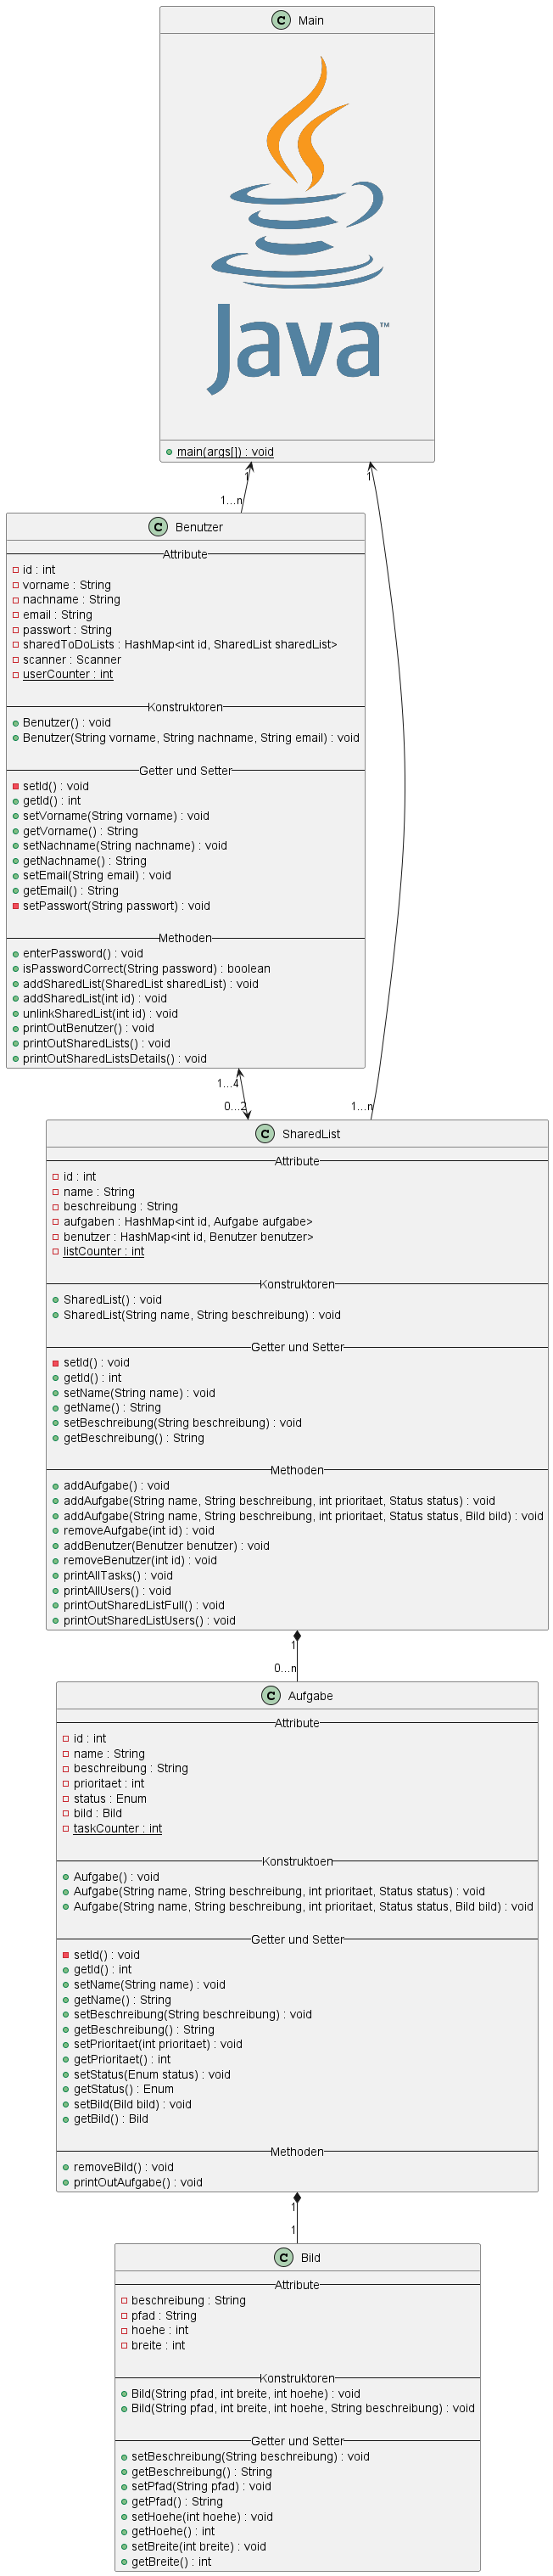 C Main
Java™
main(args[]) : void
1
1
1...n
C Benutzer
Attribute
id : int
vorname : String
nachname : String
email : String
passwort : String
sharedToDoLists : HashMap<int id, SharedList sharedList>
scanner : Scanner
userCounter : int
Konstruktoren
Benutzer() : void
Benutzer(String vorname, String nachname, String email) : void
Getter und Setter
setId() : void
getId() : int
setVorname(String vorname) : void
getVorname() : String
setNachname(String nachname) : void
getNachname() : String
setEmail(String email) : void
getEmail() : String
setPasswort(String passwort) : void
Methoden
enterPassword() : void
isPasswordCorrect(String password) : boolean
addSharedList(SharedList sharedList) : void
addSharedList(int id) : void
unlinkSharedList(int id) : void
printOutBenutzer() : void
printOutSharedLists() : void
printOutSharedListsDetails() : void
1...4
0...2
1...n
C SharedList
Attribute
id : int
name : String
beschreibung : String
aufgaben : HashMap<int id, Aufgabe aufgabe>
benutzer : HashMap<int id, Benutzer benutzer>
listCounter : int
Konstruktoren
SharedList() : void
SharedList(String name, String beschreibung) : void
Getter und Setter
setId() : void
getId() : int
setName(String name) : void
getName() : String
setBeschreibung(String beschreibung) : void
getBeschreibung() : String
Methoden
addAufgabe() : void
addAufgabe(String name, String beschreibung, int prioritaet, Status status) : void
addAufgabe(String name, String beschreibung, int prioritaet, Status status, Bild bild) : void
removeAufgabe(int id) : void
addBenutzer(Benutzer benutzer) : void
removeBenutzer(int id) : void
printAllTasks() : void
printAllUsers() : void
printOutSharedListFull() : void
printOutSharedListUsers() : void
1
0...n
C Aufgabe
Attribute
id : int
name : String
beschreibung : String
prioritaet : int
status : Enum
bild : Bild
taskCounter : int
Konstruktoen
Aufgabe() : void
Aufgabe(String name, String beschreibung, int prioritaet, Status status) : void
Aufgabe(String name, String beschreibung, int prioritaet, Status status, Bild bild) : void
Getter und Setter
setId() : void
getId() : int
setName(String name) : void
getName() : String
setBeschreibung(String beschreibung) : void
getBeschreibung() : String
setPrioritaet(int prioritaet) : void
getPrioritaet() : int
setStatus(Enum status) : void
getStatus() : Enum
setBild(Bild bild) : void
getBild() : Bild
Methoden
removeBild() : void
printOutAufgabe() : void
1
1
C Bild
Attribute
beschreibung : String
pfad : String
hoehe : int
breite : int
Konstruktoren
Bild(String pfad, int breite, int hoehe) : void
Bild(String pfad, int breite, int hoehe, String beschreibung) : void
Getter und Setter
setBeschreibung(String beschreibung) : void
getBeschreibung() : String
setPfad(String pfad) : void
getPfad() : String
setHoehe(int hoehe) : void
getHoehe() : int
setBreite(int breite) : void
getBreite() : int